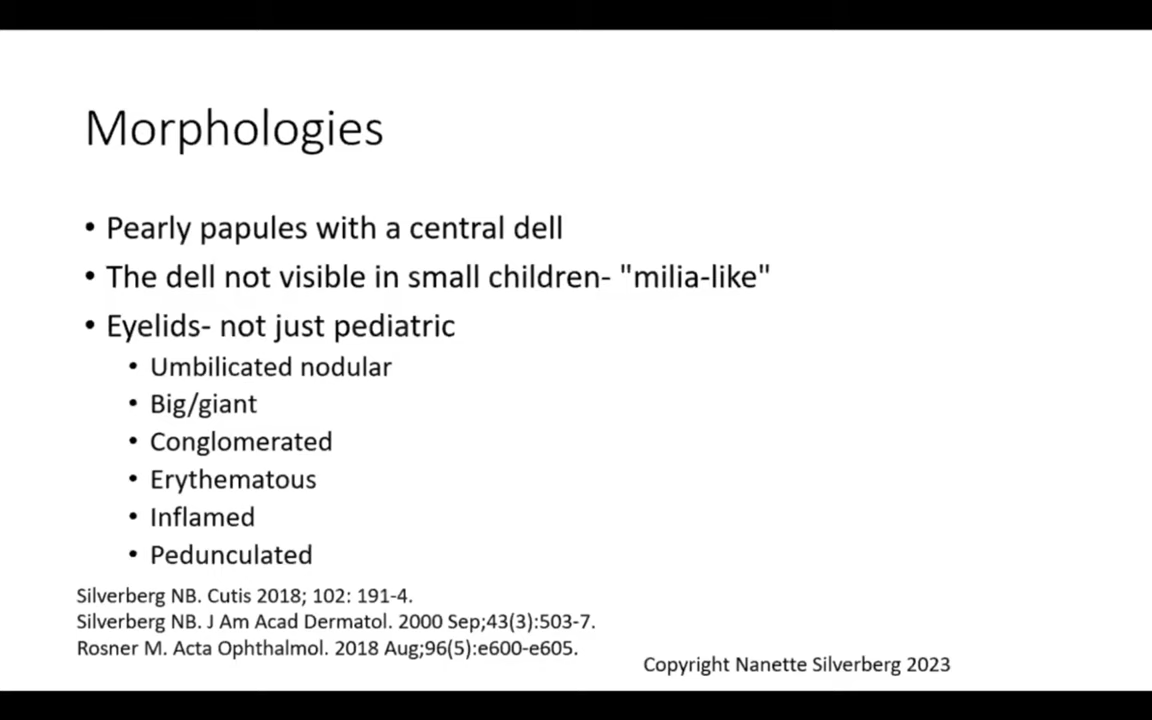 Morphologies
• Pearly papules with a central dell
• The dell not visible in small children- "milia-like"
• Eyelids- not just pediatric
• Umbilicated nodular
• Big/giant
• Conglomerated
• Erythematous
• Inflamed
• Pedunculated
Silverberg NB. Cutis 2018; 102: 191-4.
Silverberg NB. J Am Acad Dermatol. 2000 Sep;43(3):503-7.
Rosner M. Acta Ophthalmol. 2018 Aug;96(5):e600-e605.
Copyright Nanette Silverberg 2023